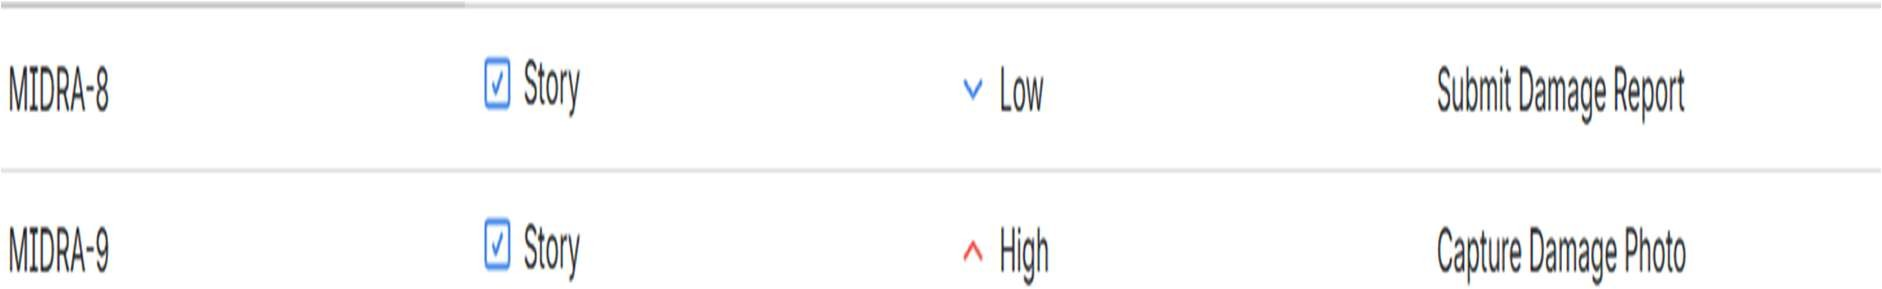 MIDRA-8 Story Low Submit Damage Report
MIDRA-9 Story High Capture Damage Photo